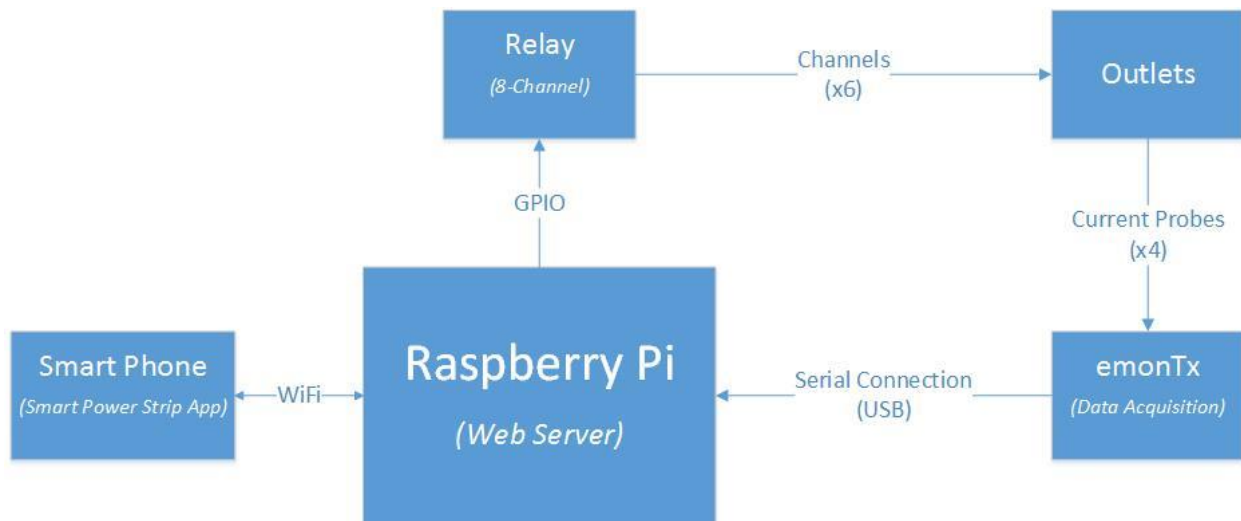 Relay
(8-Channel)
Channels
(x6)
Outlets
GPIO
Current Probes
(x4)
Smart Phone
(Smart Power Strip App)
WiFi
Raspberry Pi
(Web Server)
Serial Connection
(USB)
emonTx
(Data Acquisition)